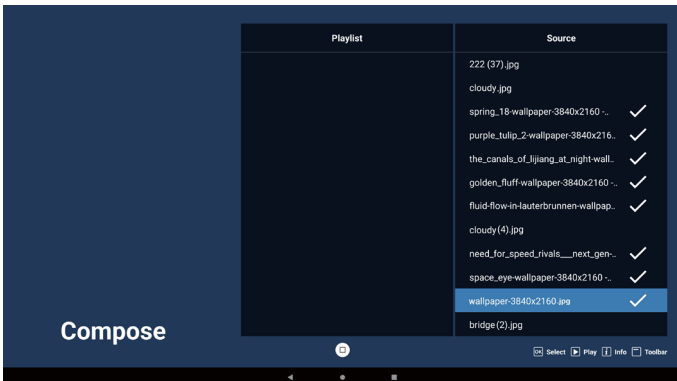 Playlist
Source
222 (37).jpg
cloudy.jpg
spring_18-wallpaper-3840x2160 -..
purple_tulip_2-wallpaper-3840x216..
the_canals_of_lijiang_at_night-wall..
golden_fluff-wallpaper-3840x2160 -..
fluid-flow-in-lauterbrunnen-wallpap..
cloudy(4).jpg
need_for_speed_rivals___next_gen-..
space_eye-wallpaper-3840x2160 -..
wallpaper-3840x2160.jpg
bridge(2).jpg
Compose
OK Select Play i Info Toolbar